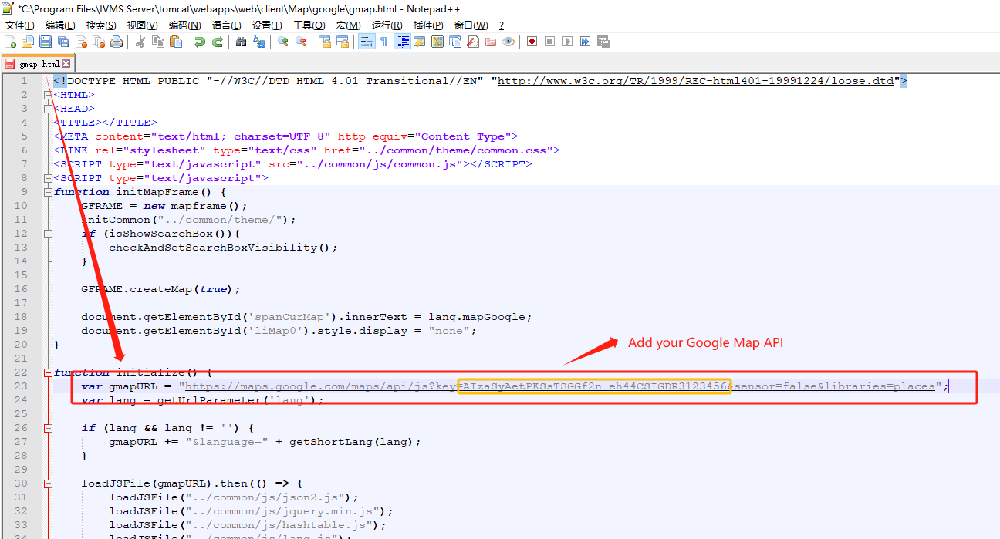 *C:\Program Files\IVMS Server\tomcat\webapps\web\client\Map\google\gmap.html - Notepad++
文件(F) 编辑(E) 搜索(S) 视图(V) 编码(N) 语言(L) 设置(T) 工具(O) 宏(M) 运行(R) 插件(P) 窗口(W) ?
gmap.html
1 <!DOCTYPE HTML PUBLIC "-//W3C//DTD HTML 4.01 Transitional//EN" "http://www.w3c.org/TR/1999/REC-html401-19991224/loose.dtd">
2 <HTML>
3 <HEAD>
4 <TITLE></TITLE>
5 <META content="text/html; charset=UTF-8" http-equiv="Content-Type">
6 <LINK rel="stylesheet" type="text/css" href="../common/theme/common.css">
7 <SCRIPT type="text/javascript" src="../common/js/common.js"></SCRIPT>
8 <SCRIPT type="text/javascript">
9 function initMapFrame() {
10 GFRAME = new mapframe();
11 initCommon("../common/theme/");
12 if (isShowSearchBox()){
13 checkAndSetSearchBoxVisibility();
14 }
15
16 GFRAME.createMap(true);
17
18 document.getElementById('spanCurMap').innerText = lang.mapGoogle;
19 document.getElementById('liMap0').style.display = "none";
20 }
Add your Google Map API
21
22 function initialize() {
23 var gmapURL = "https://maps.google.com/maps/api/js?key=AIzaSyAetPKSsTSGGf2n-eh44CSIGDR3123456&sensor=false&libraries=places";
24 var lang = getUrlParameter('lang');
25
26 if (lang && lang != '') {
27 gmapURL += "&language=" + getShortLang(lang);
28 }
29
30 loadJSFile(gmapURL).then(() => {
31 loadJSFile("../common/js/json2.js");
32 loadJSFile("../common/js/jquery.min.js");
33 loadJSFile("../common/js/hashtable.js");
34 loadJSFile("../common/js/lang.js");